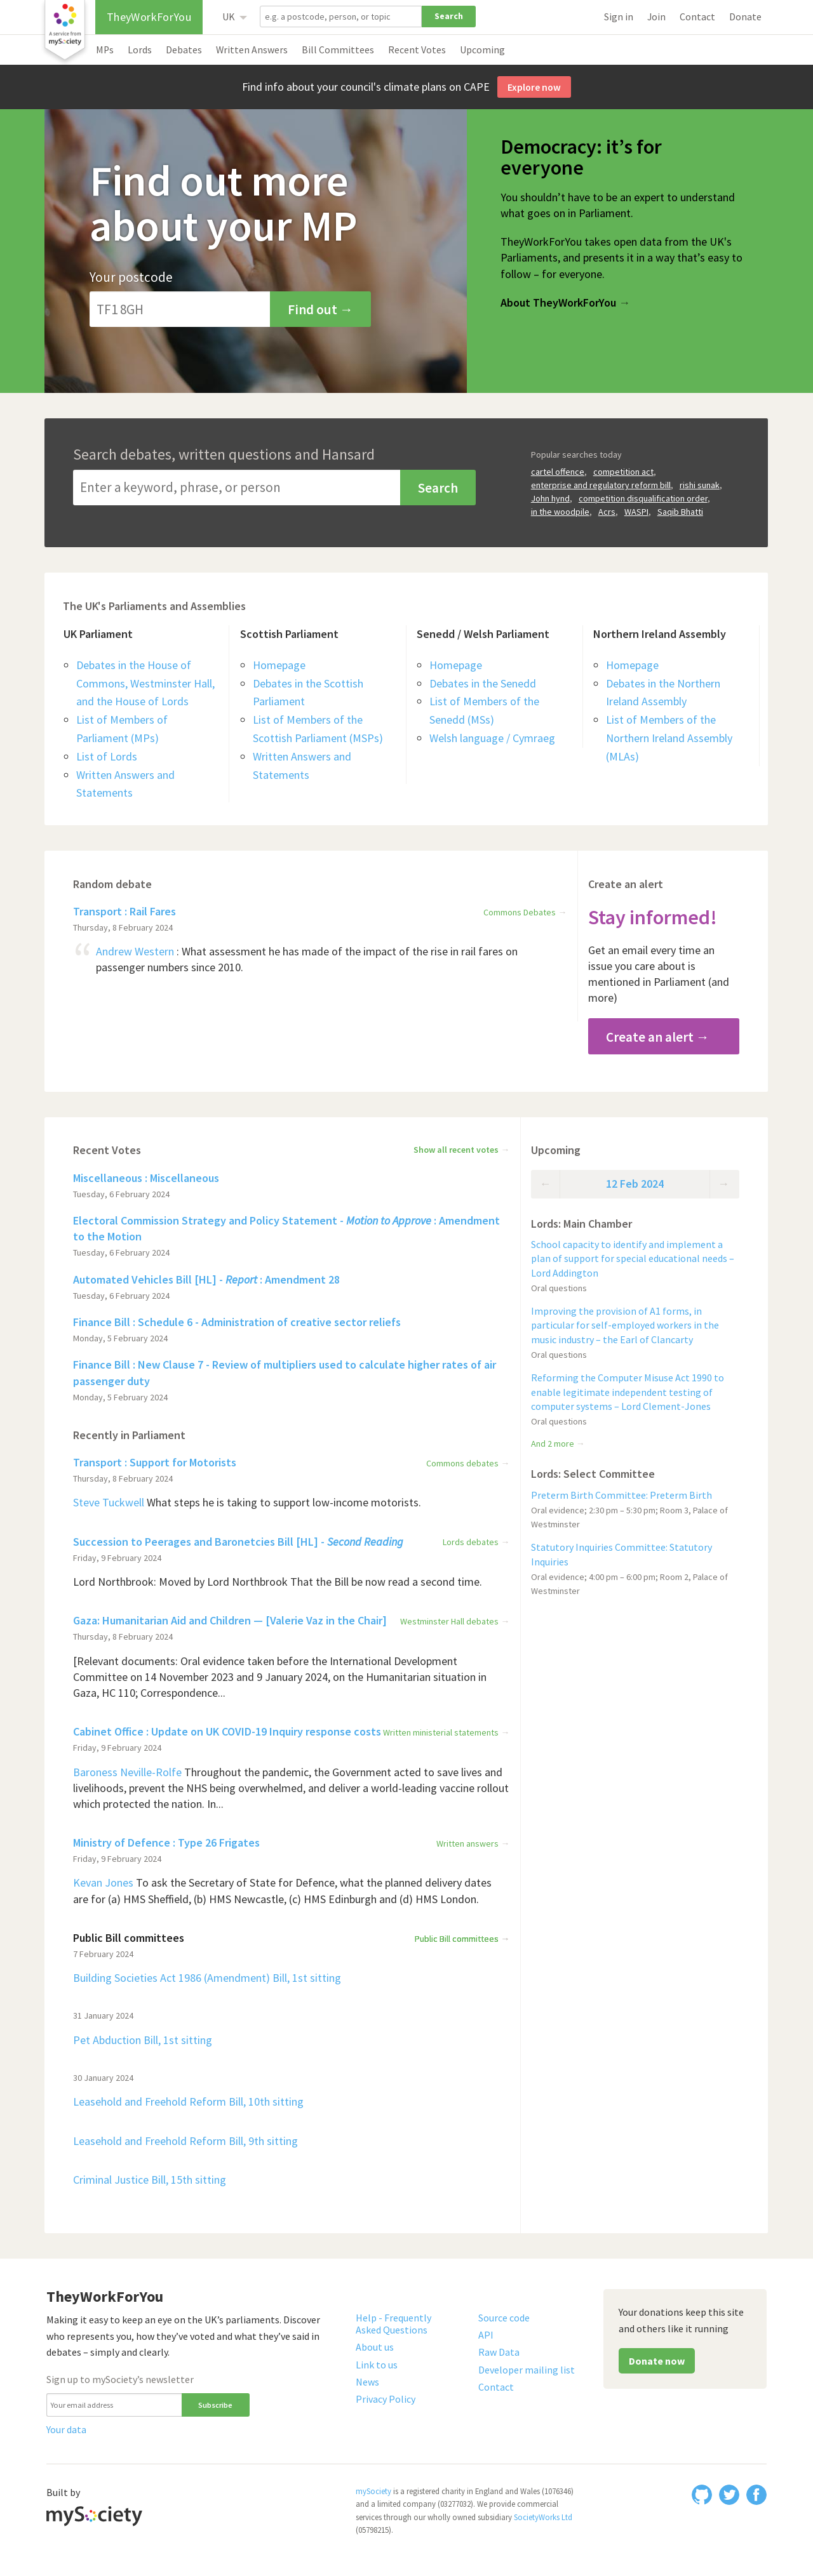 TheyWorkForYou
UK
e.g. a postcode, person, or topic
Search
Sign in
Join
Contact
Donate
A service from
mySociety
MPs
Lords
Debates
Written Answers
Bill Committees
Recent Votes
Upcoming
Find info about your council's climate plans on CAPE
Explore now
Find out more
about your MP
Your postcode
TF1 8GH
Find out →
Democracy: it’s for
everyone
You shouldn’t have to be an expert to understand
what goes on in Parliament.
TheyWorkForYou takes open data from the UK's
Parliaments, and presents it in a way that’s easy to
follow – for everyone.
About TheyWorkForYou →
Search debates, written questions and Hansard
Enter a keyword, phrase, or person
Search
Popular searches today
cartel offence, competition act,
enterprise and regulatory reform bill, rishi sunak,
John hynd, competition disqualification order,
in the woodpile, Acrs, WASPI, Saqib Bhatti
The UK's Parliaments and Assemblies
UK Parliament
Debates in the House of
Commons, Westminster Hall,
and the House of Lords
List of Members of
Parliament (MPs)
List of Lords
Written Answers and
Statements
Scottish Parliament
Homepage
Debates in the Scottish
Parliament
List of Members of the
Scottish Parliament (MSPs)
Written Answers and
Statements
Senedd / Welsh Parliament
Homepage
Debates in the Senedd
List of Members of the
Senedd (MSs)
Welsh language / Cymraeg
Northern Ireland Assembly
Homepage
Debates in the Northern
Ireland Assembly
List of Members of the
Northern Ireland Assembly
(MLAs)
Random debate
Transport : Rail Fares
Commons Debates →
Thursday, 8 February 2024
“ Andrew Western : What assessment he has made of the impact of the rise in rail fares on
passenger numbers since 2010.
Create an alert
Stay informed!
Get an email every time an
issue you care about is
mentioned in Parliament (and
more)
Create an alert →
Recent Votes
Show all recent votes →
Miscellaneous : Miscellaneous
Tuesday, 6 February 2024
Electoral Commission Strategy and Policy Statement - Motion to Approve : Amendment
to the Motion
Tuesday, 6 February 2024
Automated Vehicles Bill [HL] - Report : Amendment 28
Tuesday, 6 February 2024
Finance Bill : Schedule 6 - Administration of creative sector reliefs
Monday, 5 February 2024
Finance Bill : New Clause 7 - Review of multipliers used to calculate higher rates of air
passenger duty
Monday, 5 February 2024
Recently in Parliament
Transport : Support for Motorists
Commons debates →
Thursday, 8 February 2024
Steve Tuckwell What steps he is taking to support low-income motorists.
Succession to Peerages and Baronetcies Bill [HL] - Second Reading
Lords debates →
Friday, 9 February 2024
Lord Northbrook: Moved by Lord Northbrook That the Bill be now read a second time.
Gaza: Humanitarian Aid and Children — [Valerie Vaz in the Chair]
Westminster Hall debates →
Thursday, 8 February 2024
[Relevant documents: Oral evidence taken before the International Development
Committee on 14 November 2023 and 9 January 2024, on the Humanitarian situation in
Gaza, HC 110; Correspondence...
Cabinet Office : Update on UK COVID-19 Inquiry response costs
Written ministerial statements →
Friday, 9 February 2024
Baroness Neville-Rolfe Throughout the pandemic, the Government acted to save lives and
livelihoods, prevent the NHS being overwhelmed, and deliver a world-leading vaccine rollout
which protected the nation. In...
Ministry of Defence : Type 26 Frigates
Written answers →
Friday, 9 February 2024
Kevan Jones To ask the Secretary of State for Defence, what the planned delivery dates
are for (a) HMS Sheffield, (b) HMS Newcastle, (c) HMS Edinburgh and (d) HMS London.
Public Bill committees
Public Bill committees →
7 February 2024
Building Societies Act 1986 (Amendment) Bill, 1st sitting
31 January 2024
Pet Abduction Bill, 1st sitting
30 January 2024
Leasehold and Freehold Reform Bill, 10th sitting
Leasehold and Freehold Reform Bill, 9th sitting
Criminal Justice Bill, 15th sitting
Upcoming
← 12 Feb 2024 →
Lords: Main Chamber
School capacity to identify and implement a
plan of support for special educational needs –
Lord Addington
Oral questions
Improving the provision of A1 forms, in
particular for self-employed workers in the
music industry – the Earl of Clancarty
Oral questions
Reforming the Computer Misuse Act 1990 to
enable legitimate independent testing of
computer systems – Lord Clement-Jones
Oral questions
And 2 more →
Lords: Select Committee
Preterm Birth Committee: Preterm Birth
Oral evidence; 2:30 pm – 5:30 pm; Room 3, Palace of
Westminster
Statutory Inquiries Committee: Statutory
Inquiries
Oral evidence; 4:00 pm – 6:00 pm; Room 2, Palace of
Westminster
TheyWorkForYou
Making it easy to keep an eye on the UK’s parliaments. Discover
who represents you, how they’ve voted and what they’ve said in
debates – simply and clearly.
Sign up to mySociety’s newsletter
Your email address
Subscribe
Your data
Help - Frequently
Asked Questions
About us
Link to us
News
Privacy Policy
Source code
API
Raw Data
Developer mailing list
Contact
Your donations keep this site
and others like it running
Donate now
Built by
mySociety
mySociety is a registered charity in England and Wales (1076346)
and a limited company (03277032). We provide commercial
services through our wholly owned subsidiary SocietyWorks Ltd
(05798215).